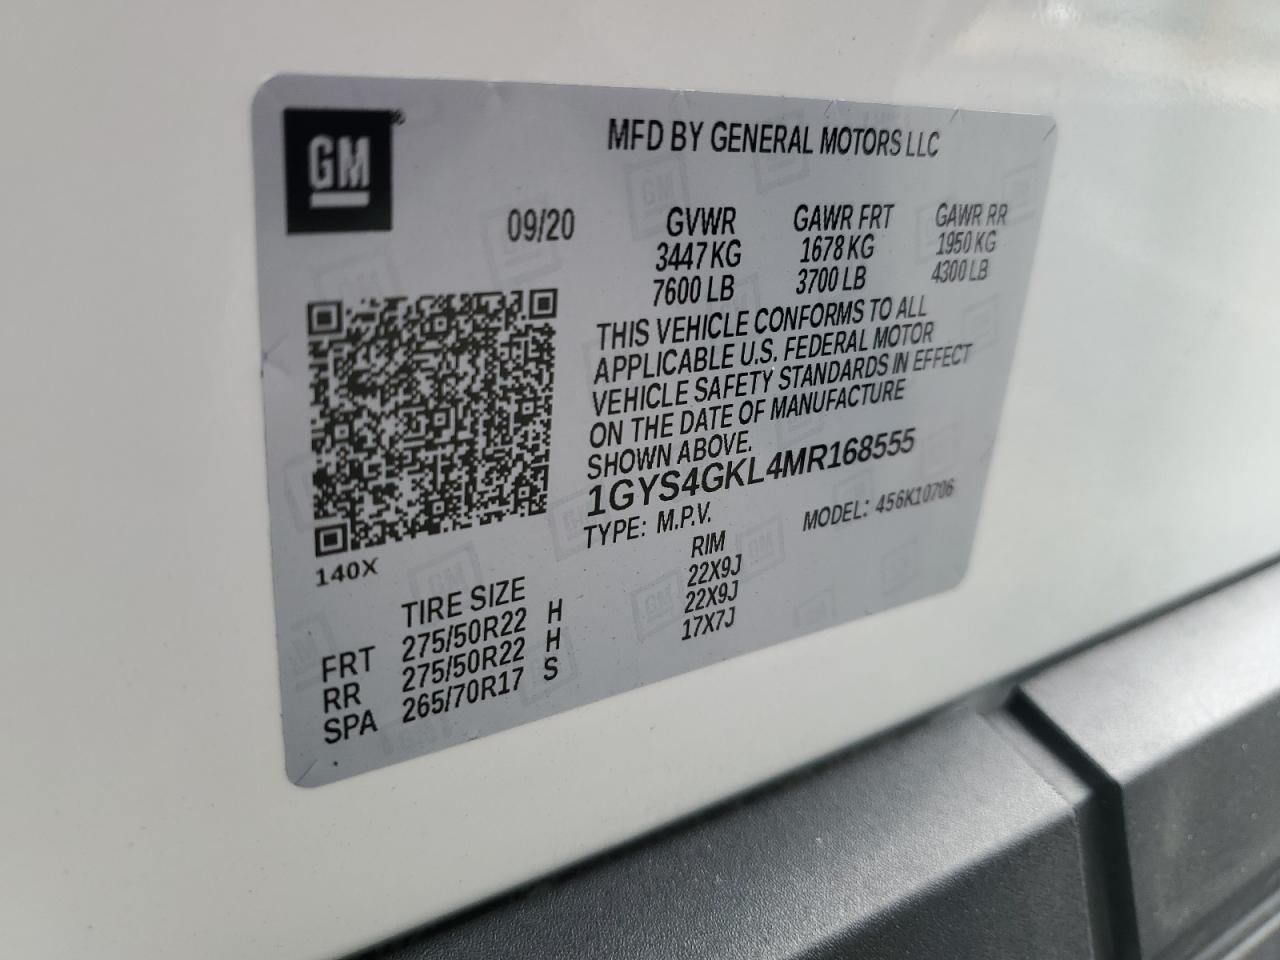 GM®
MFD BY GENERAL MOTORS LLC
09/20 GVWR GAWR FRT GAWR RR
3447 KG 1678 KG 1950 KG
7600 LB 3700 LB 4300 LB
THIS VEHICLE CONFORMS TO ALL
APPLICABLE U.S. FEDERAL MOTOR
VEHICLE SAFETY STANDARDS IN EFFECT
ON THE DATE OF MANUFACTURE
SHOWN ABOVE.
1GYS4GKL4MR168555
TYPE: M.P.V. MODEL: 456K10706
140X
TIRE SIZE RIM
FRT 275/50R22 H 22X9J
RR 275/50R22 H 22X9J
SPA 265/70R17 S 17X7J